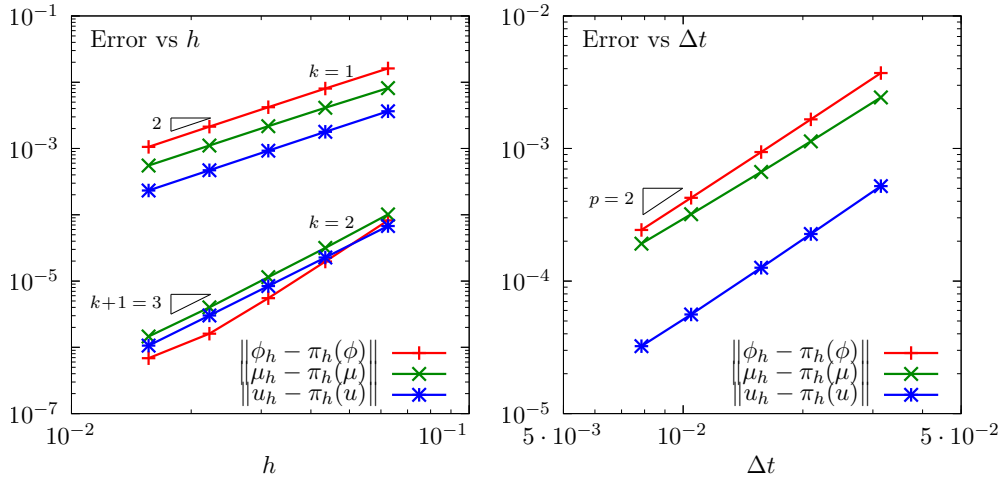 Error vs h
10⁻¹
10⁻³
10⁻⁵
10⁻⁷
k = 1
2
k = 2
k+1 = 3
‖ϕ_h − π_h(ϕ)‖
‖μ_h − π_h(μ)‖
‖u_h − π_h(u)‖
10⁻² 10⁻¹
h
Error vs Δt
10⁻²
10⁻³
10⁻⁴
10⁻⁵
p = 2
‖ϕ_h − π_h(ϕ)‖
‖μ_h − π_h(μ)‖
‖u_h − π_h(u)‖
5 · 10⁻³ 10⁻² 5 · 10⁻²
Δt